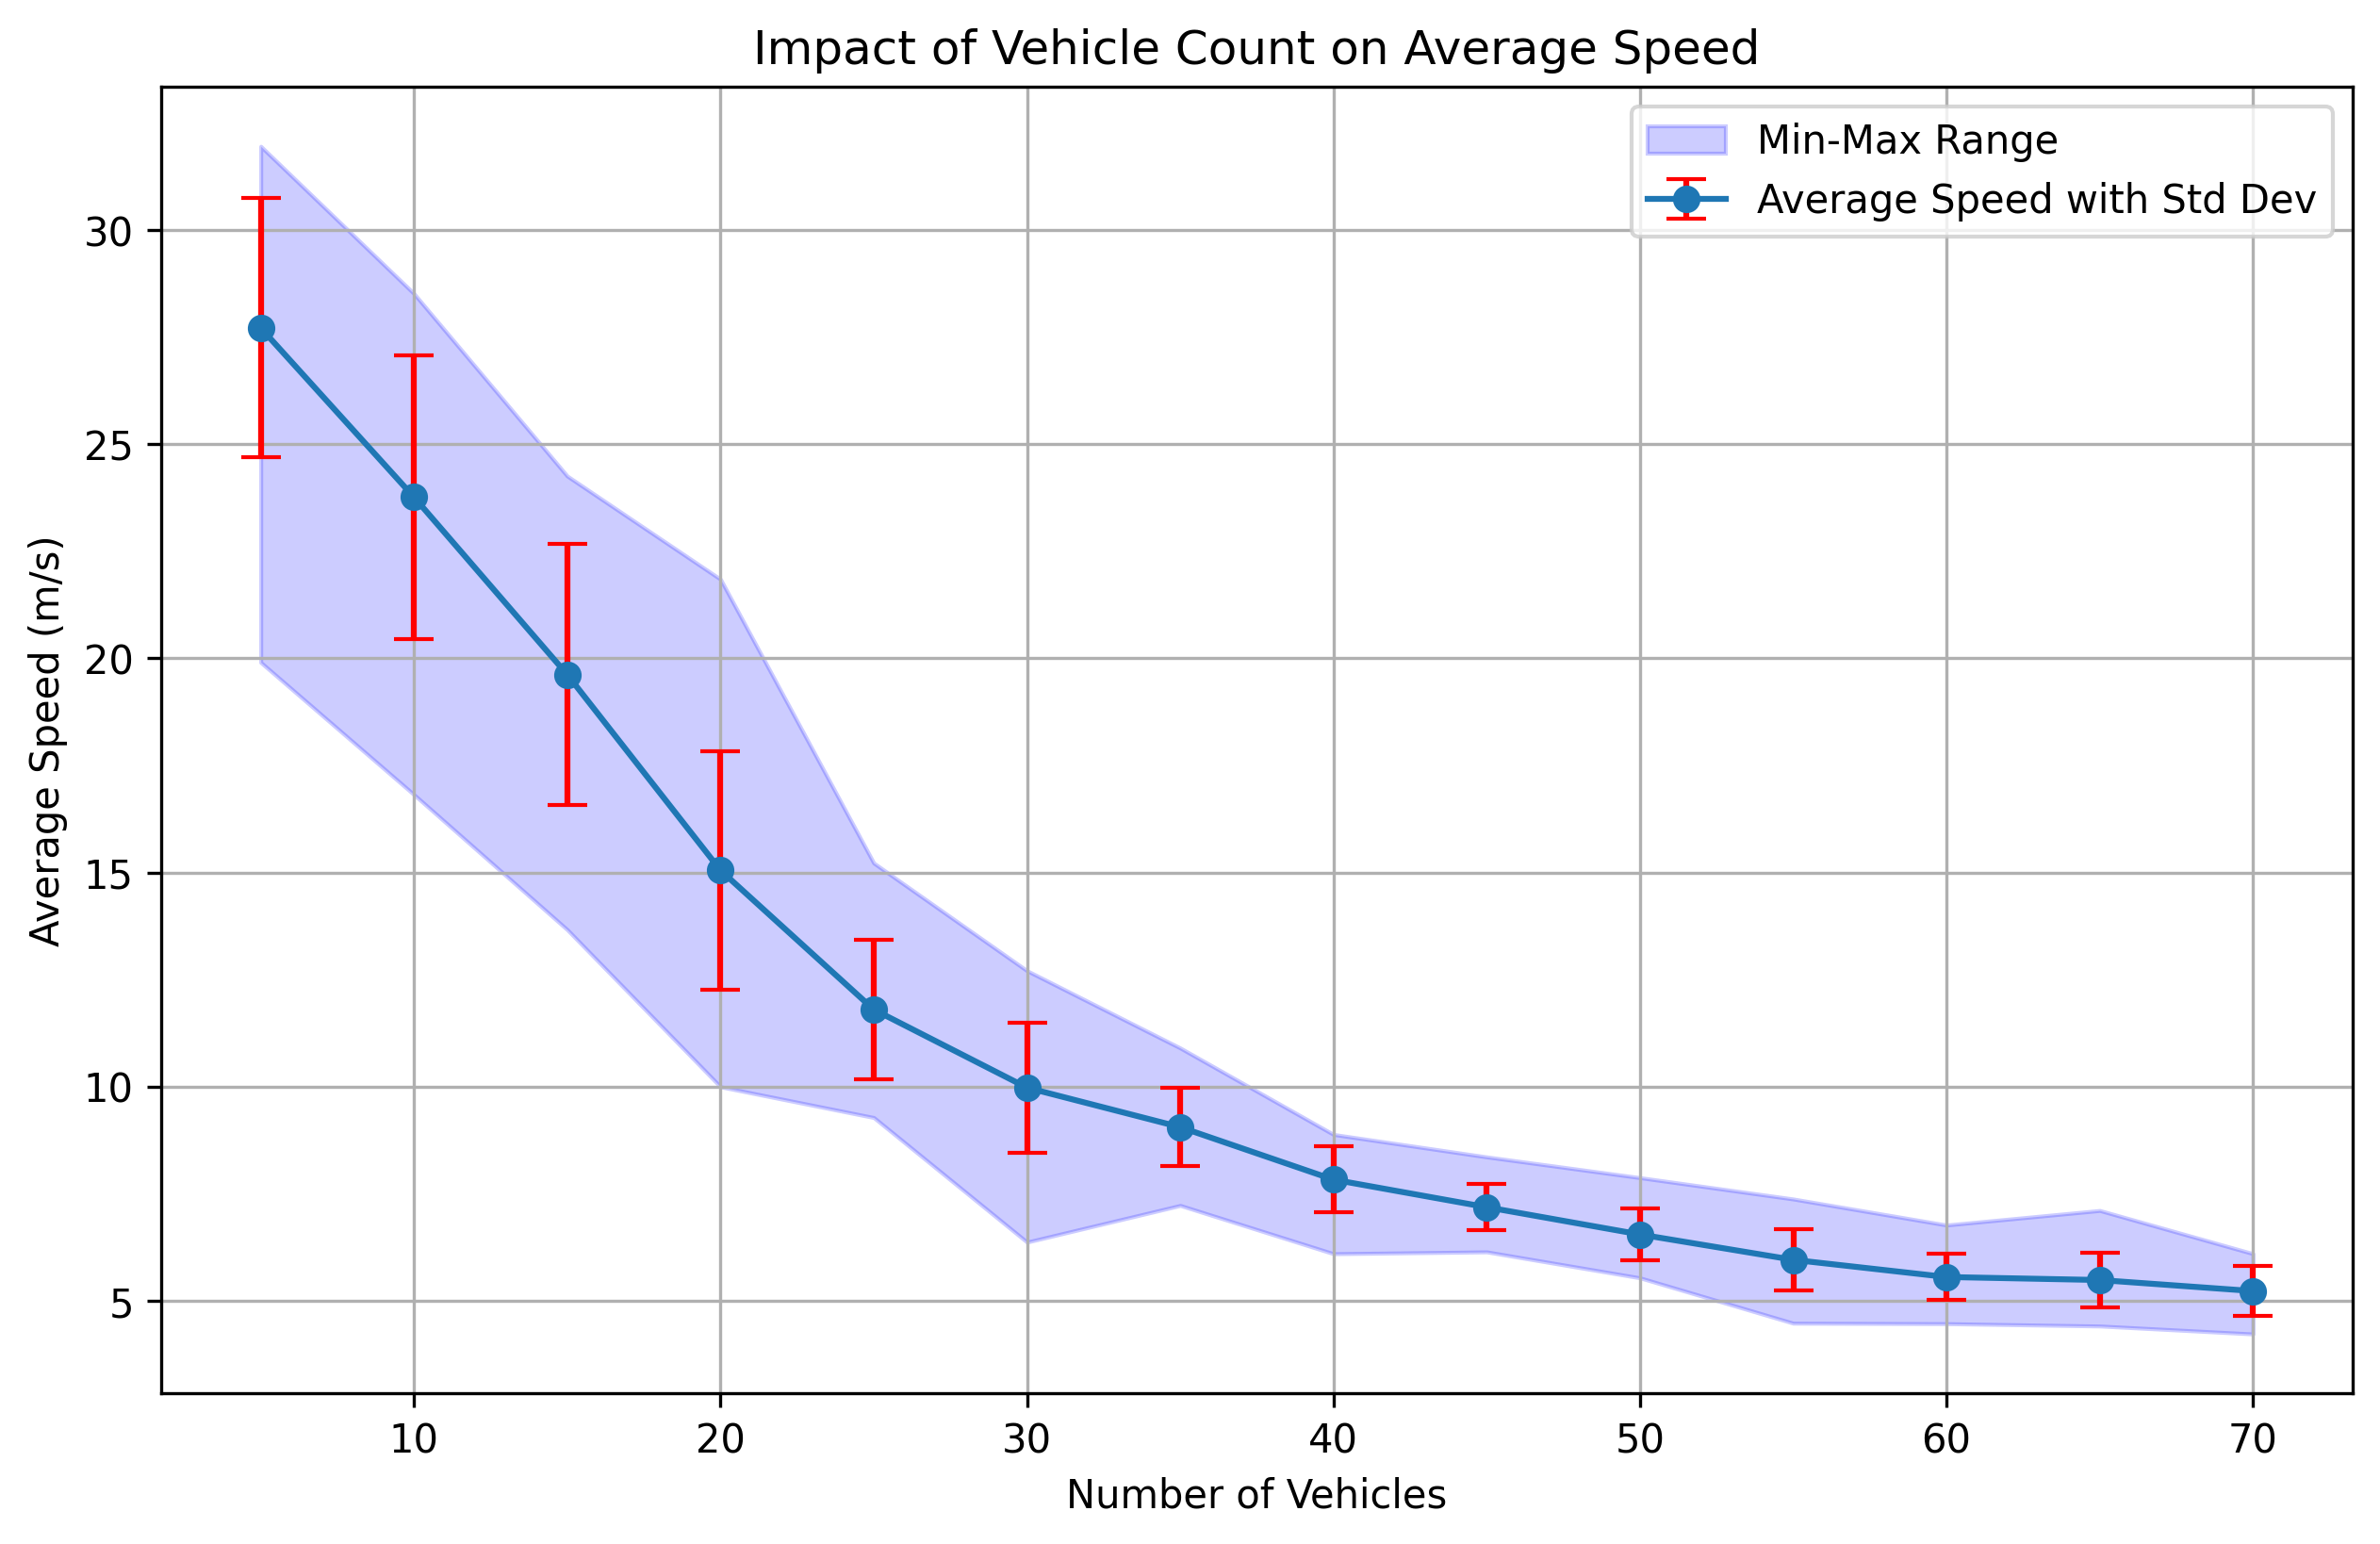 Impact of Vehicle Count on Average Speed
Min-Max Range
Average Speed with Std Dev
30
25
20
15
10
5
Average Speed (m/s)
10 20 30 40 50 60 70
Number of Vehicles